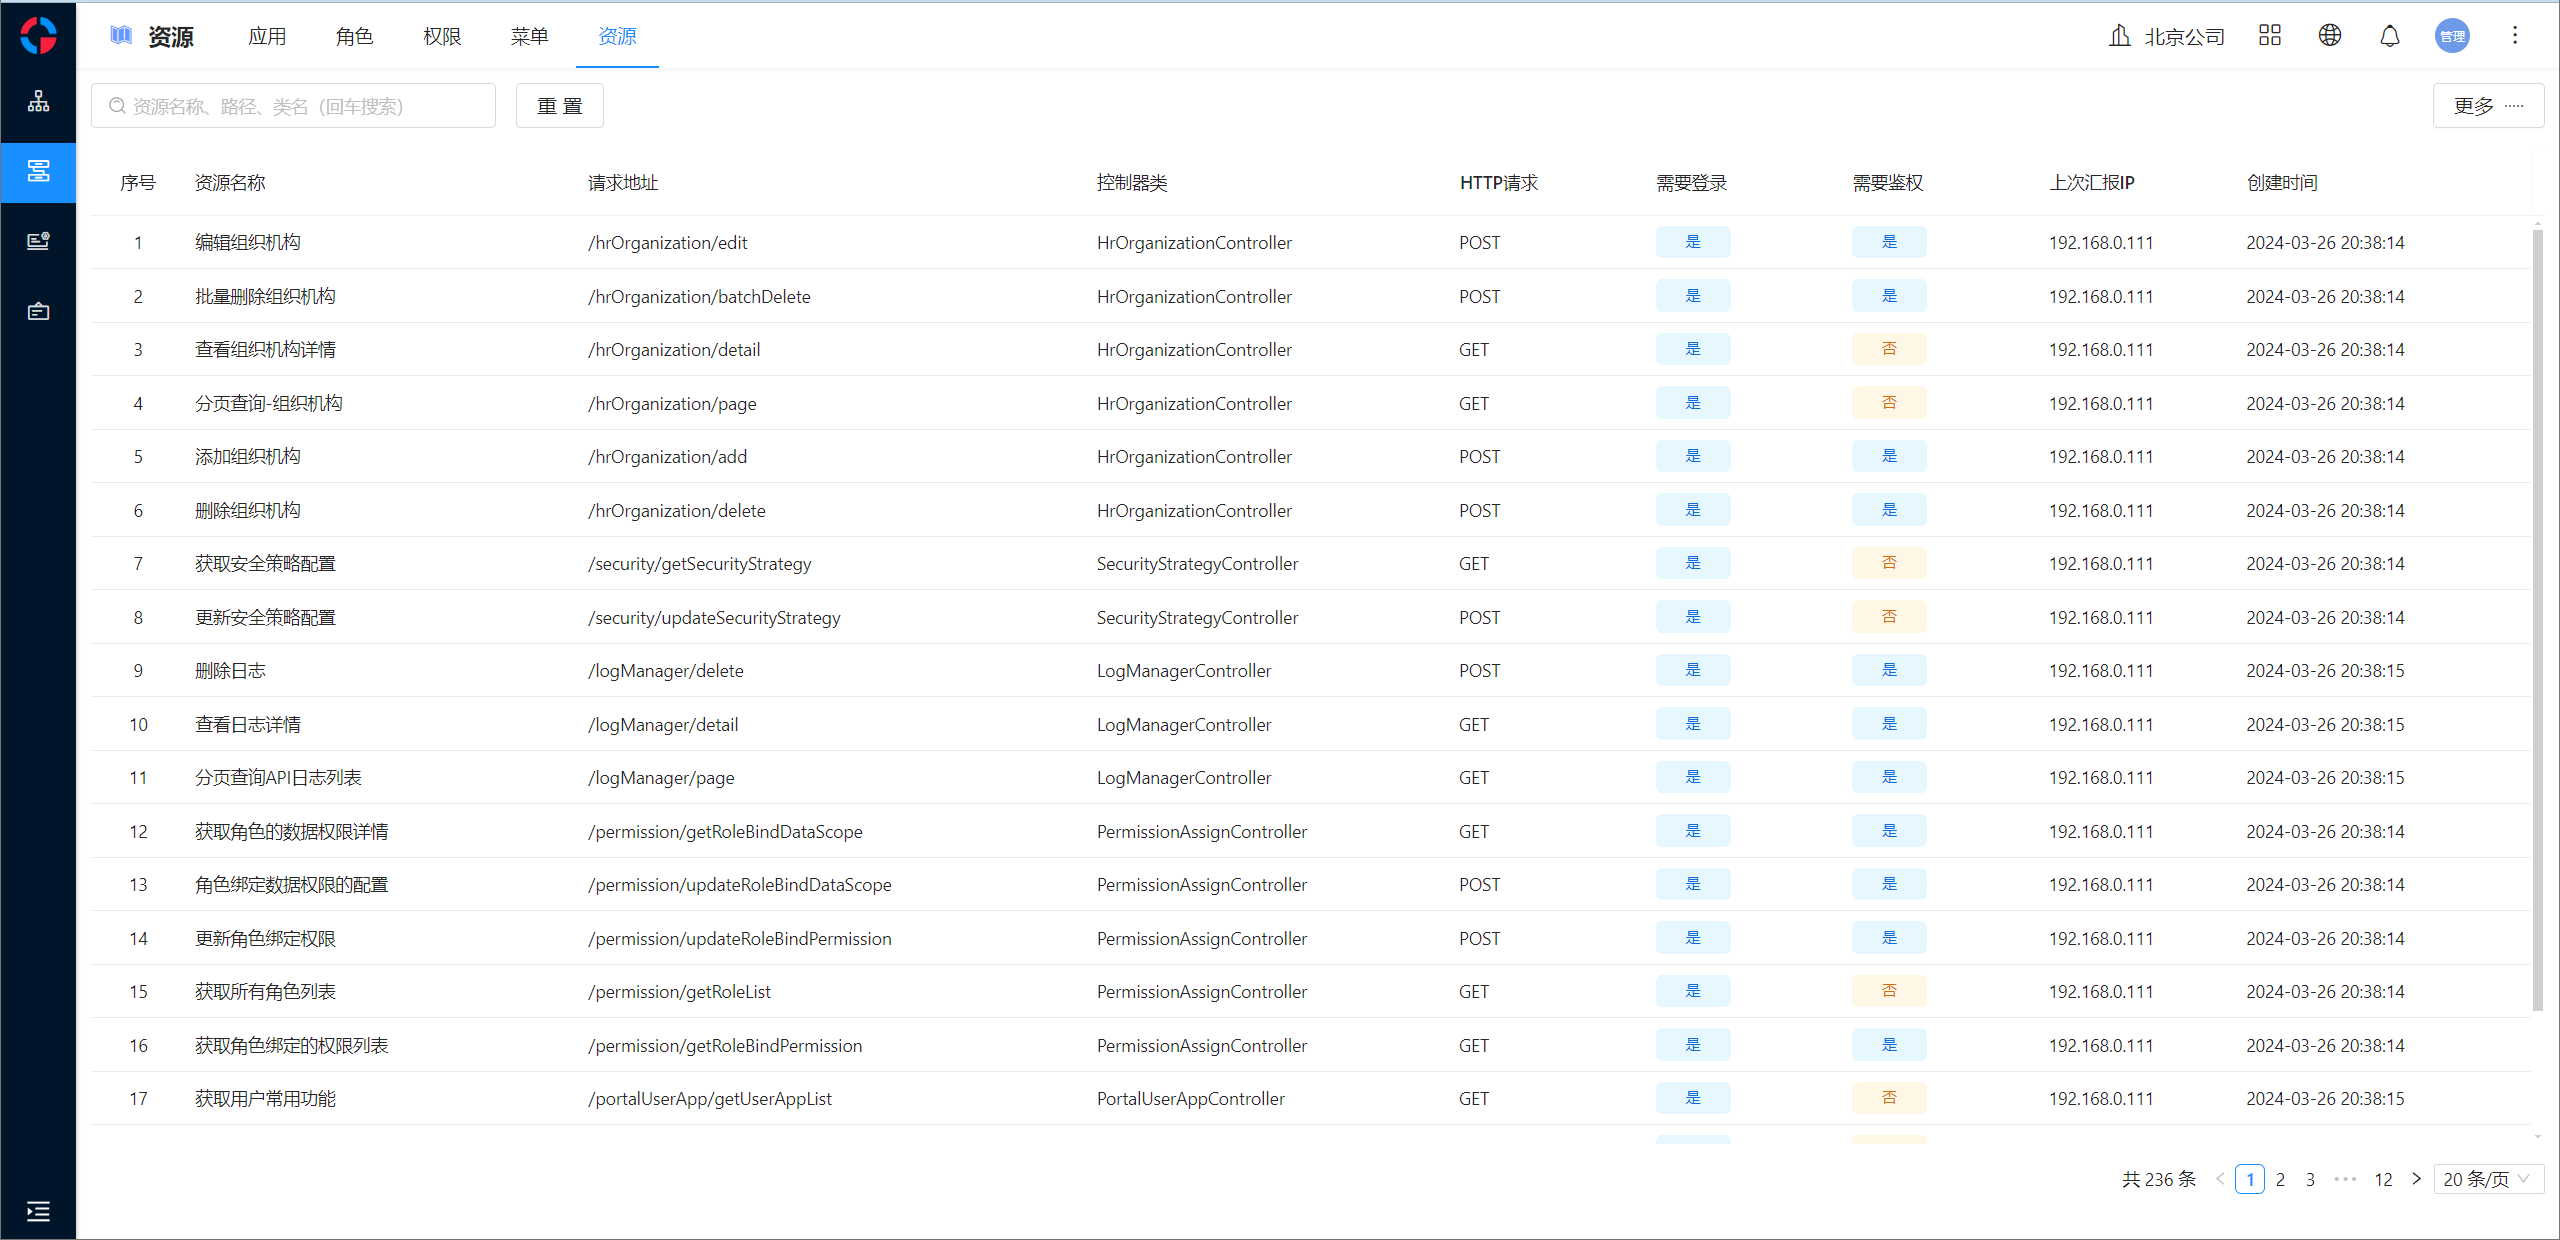 资源 应用 角色 权限 菜单 资源 北京公司 管理
资源名称、路径、类名（回车搜索） 重 置 更多
序号 资源名称 请求地址 控制器类 HTTP请求 需要登录 需要鉴权 上次汇报IP 创建时间
1 编辑组织机构 /hrOrganization/edit HrOrganizationController POST 是 是 192.168.0.111 2024-03-26 20:38:14
2 批量删除组织机构 /hrOrganization/batchDelete HrOrganizationController POST 是 是 192.168.0.111 2024-03-26 20:38:14
3 查看组织机构详情 /hrOrganization/detail HrOrganizationController GET 是 否 192.168.0.111 2024-03-26 20:38:14
4 分页查询-组织机构 /hrOrganization/page HrOrganizationController GET 是 否 192.168.0.111 2024-03-26 20:38:14
5 添加组织机构 /hrOrganization/add HrOrganizationController POST 是 是 192.168.0.111 2024-03-26 20:38:14
6 删除组织机构 /hrOrganization/delete HrOrganizationController POST 是 是 192.168.0.111 2024-03-26 20:38:14
7 获取安全策略配置 /security/getSecurityStrategy SecurityStrategyController GET 是 否 192.168.0.111 2024-03-26 20:38:14
8 更新安全策略配置 /security/updateSecurityStrategy SecurityStrategyController POST 是 否 192.168.0.111 2024-03-26 20:38:14
9 删除日志 /logManager/delete LogManagerController POST 是 是 192.168.0.111 2024-03-26 20:38:15
10 查看日志详情 /logManager/detail LogManagerController GET 是 是 192.168.0.111 2024-03-26 20:38:15
11 分页查询API日志列表 /logManager/page LogManagerController GET 是 是 192.168.0.111 2024-03-26 20:38:15
12 获取角色的数据权限详情 /permission/getRoleBindDataScope PermissionAssignController GET 是 是 192.168.0.111 2024-03-26 20:38:14
13 角色绑定数据权限的配置 /permission/updateRoleBindDataScope PermissionAssignController POST 是 是 192.168.0.111 2024-03-26 20:38:14
14 更新角色绑定权限 /permission/updateRoleBindPermission PermissionAssignController POST 是 是 192.168.0.111 2024-03-26 20:38:14
15 获取所有角色列表 /permission/getRoleList PermissionAssignController GET 是 否 192.168.0.111 2024-03-26 20:38:14
16 获取角色绑定的权限列表 /permission/getRoleBindPermission PermissionAssignController GET 是 是 192.168.0.111 2024-03-26 20:38:14
17 获取用户常用功能 /portalUserApp/getUserAppList PortalUserAppController GET 是 否 192.168.0.111 2024-03-26 20:38:15
共 236 条 < 1 2 3 ••• 12 > 20 条/页